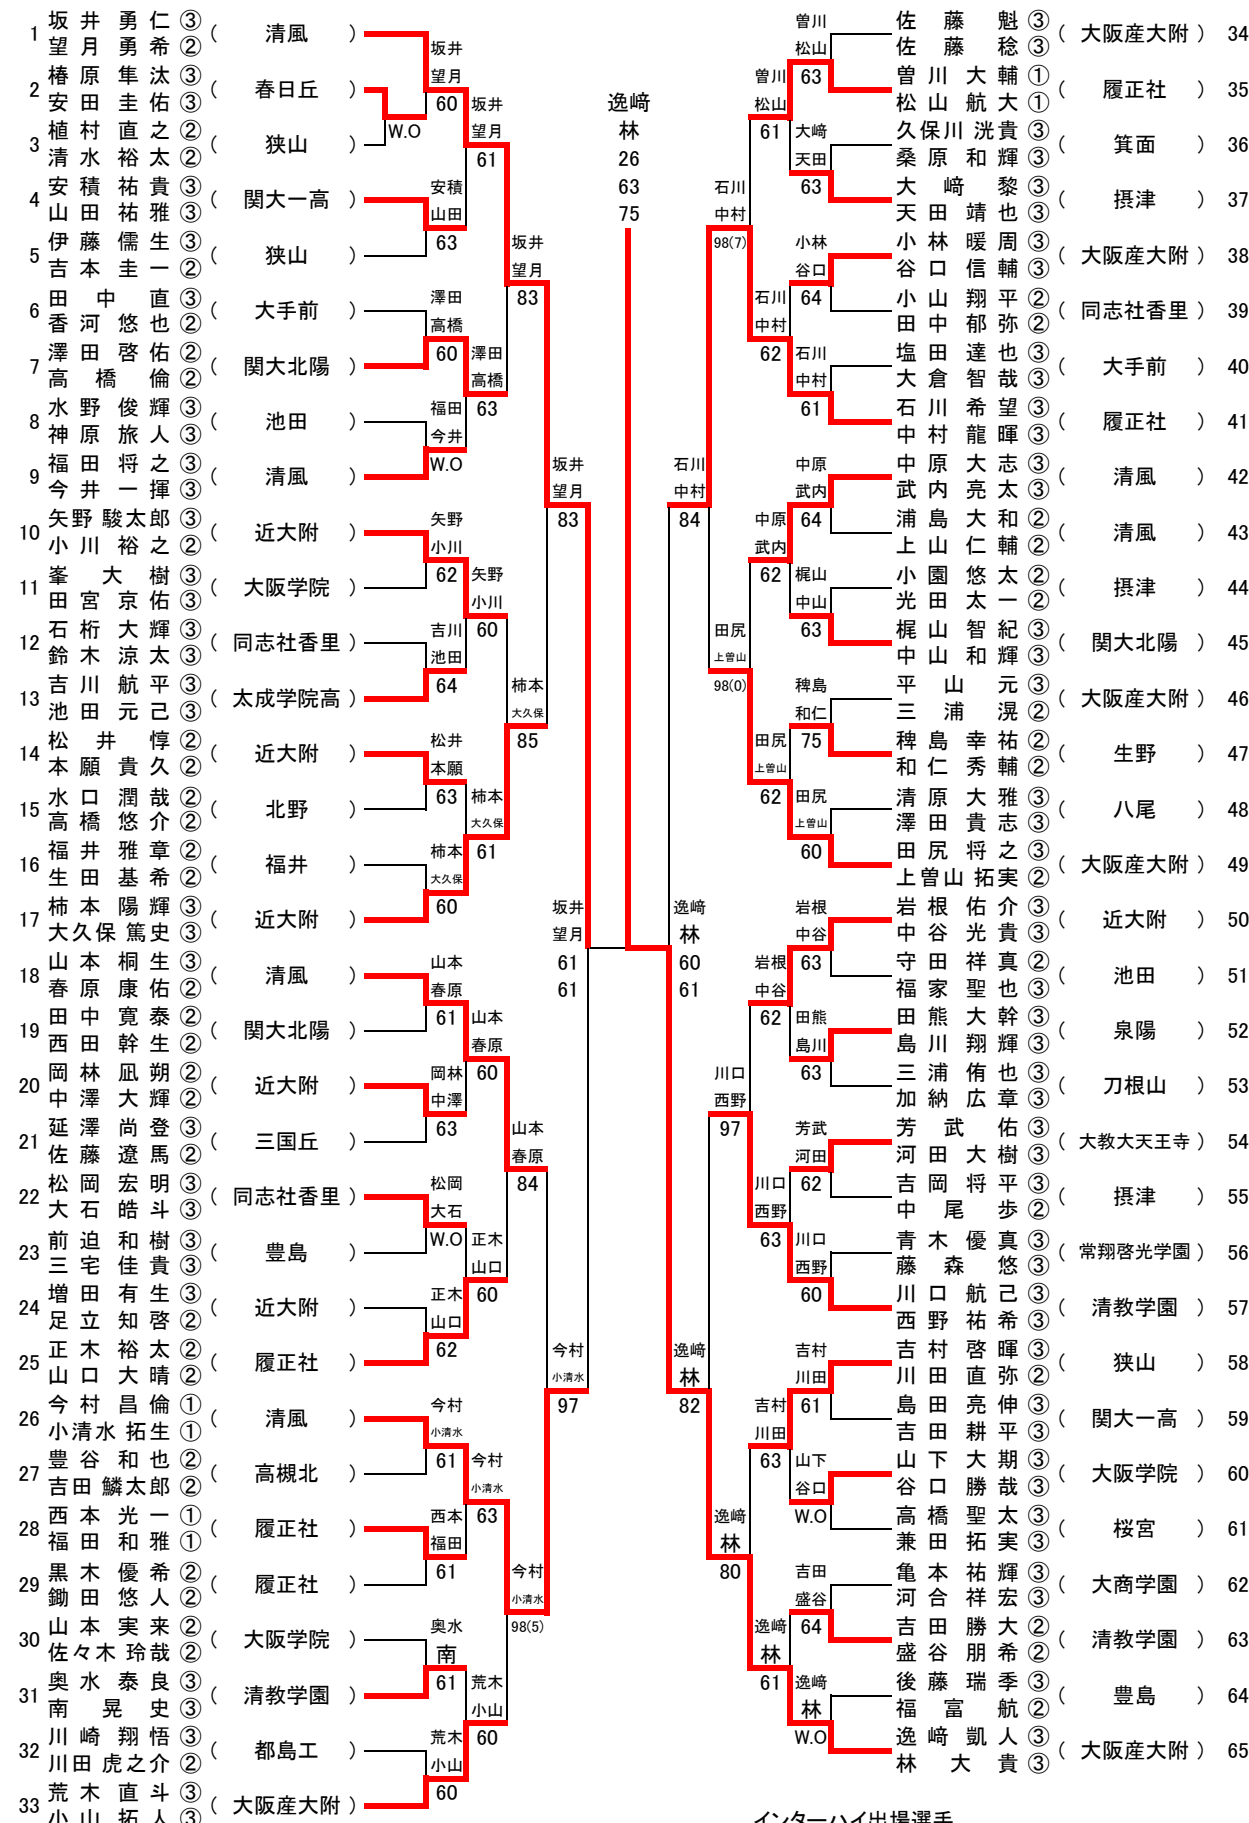 1 坂井勇仁③ 望月勇希② ( 清風 )
2 椿原隼汰③ 安田圭佑③ ( 春日丘 )
3 植村直之② 清水裕太② ( 狭山 )
4 安積祐貴③ 山田祐雅③ ( 関大一高 )
5 伊藤儒生③ 吉本圭一② ( 狭山 )
6 田中直③ 香河悠也② ( 大手前 )
7 澤田啓佑② 高橋倫② ( 関大北陽 )
8 水野俊輝③ 神原旅人③ ( 池田 )
9 福田将之③ 今井一揮③ ( 清風 )
10 矢野駿太郎③ 小川裕之② ( 近大附 )
11 峯大樹③ 田宮京佑③ ( 大阪学院 )
12 石桁大輝③ 鈴木涼太③ ( 同志社香里 )
13 吉川航平③ 池田元己③ ( 太成学院高 )
14 松井惇② 本願貴久② ( 近大附 )
15 水口潤哉② 高橋悠介② ( 北野 )
16 福井雅章② 生田基希② ( 福井 )
17 柿本陽輝③ 大久保篤史③ ( 近大附 )
18 山本桐生③ 春原康佑② ( 清風 )
19 田中寛泰② 西田幹生② ( 関大北陽 )
20 岡林凪朔② 中澤大輝② ( 近大附 )
21 延澤尚登③ 佐藤遼馬② ( 三国丘 )
22 松岡宏明③ 大石皓斗③ ( 同志社香里 )
23 前迫和樹③ 三宅佳貴③ ( 豊島 )
24 増田有生③ 足立知啓② ( 近大附 )
25 正木裕太② 山口大晴② ( 履正社 )
26 今村昌倫① 小清水拓生① ( 清風 )
27 豊谷和也② 吉田鱗太郎② ( 高槻北 )
28 西本光一① 福田和雅① ( 履正社 )
29 黒木優希② 鋤田悠人② ( 履正社 )
30 山本実来② 佐々木玲哉② ( 大阪学院 )
31 奥水泰良③ 南晃史③ ( 清教学園 )
32 川崎翔悟③ 川田虎之介② ( 都島工 )
33 荒木直斗③ 小山拓人③ ( 大阪産大附 )
坂井 望月 60
W.O
安積 山田 63
澤田 高橋 60
福田 今井 W.O
矢野 小川 62
吉川 池田 64
松井 本願 63
柿本 大久保 60
山本 春原 61
岡林 中澤 63
松岡 大石 W.O
正木 山口 62
今村 小清水 61
西本 福田 61
奥水 南 61
荒木 小山 60
坂井 望月 61
澤田 高橋 63
矢野 小川 60
柿本 大久保 61
山本 春原 60
正木 山口 60
今村 小清水 63
荒木 小山 60
坂井 望月 83
柿本 大久保 85
山本 春原 84
今村 小清水 98(5)
坂井 望月 83
今村 小清水 97
坂井 望月 61 61
逸﨑 林 26 63 75
逸﨑 林 60 61
石川 中村 84
逸﨑 林 82
石川 中村 98(7)
田尻 上曽山 98(0)
川口 西野 97
逸﨑 林 80
曽川 松山 61
石川 中村 62
中原 武内 62
田尻 上曽山 62
岩根 中谷 62
川口 西野 63
吉村 川田 63
逸﨑 林 61
曽川 松山 63
大﨑 天田 63
小林 谷口 64
石川 中村 61
中原 武内 64
梶山 中山 63
稗島 和仁 75
田尻 上曽山 60
岩根 中谷 63
田熊 島川 63
芳武 河田 62
川口 西野 60
吉村 川田 61
山下 谷口 W.O
吉田 盛谷 64
逸﨑 林 W.O
佐藤魁③ 佐藤稔③ ( 大阪産大附 ) 34
曽川大輔① 松山航大① ( 履正社 ) 35
久保川洸貴③ 桑原和輝③ ( 箕面 ) 36
大﨑黎③ 天田靖也③ ( 摂津 ) 37
小林暖周③ 谷口信輔③ ( 大阪産大附 ) 38
小山翔平② 田中郁弥② ( 同志社香里 ) 39
塩田達也③ 大倉智哉③ ( 大手前 ) 40
石川希望③ 中村龍暉③ ( 履正社 ) 41
中原大志③ 武内亮太③ ( 清風 ) 42
浦島大和② 上山仁輔② ( 清風 ) 43
小園悠太② 光田太一② ( 摂津 ) 44
梶山智紀③ 中山和輝③ ( 関大北陽 ) 45
平山元③ 三浦滉② ( 大阪産大附 ) 46
稗島幸祐② 和仁秀輔② ( 生野 ) 47
清原大雅③ 澤田貴志③ ( 八尾 ) 48
田尻将之③ 上曽山拓実② ( 大阪産大附 ) 49
岩根佑介③ 中谷光貴③ ( 近大附 ) 50
守田祥真② 福家聖也③ ( 池田 ) 51
田熊大幹③ 島川翔輝③ ( 泉陽 ) 52
三浦侑也③ 加納広章③ ( 刀根山 ) 53
芳武佑③ 河田大樹③ ( 大教大天王寺 ) 54
吉岡将平③ 中尾歩② ( 摂津 ) 55
青木優真③ 藤森悠③ ( 常翔啓光学園 ) 56
川口航己③ 西野祐希③ ( 清教学園 ) 57
吉村啓暉③ 川田直弥② ( 狭山 ) 58
島田亮伸③ 吉田耕平③ ( 関大一高 ) 59
山下大期③ 谷口勝哉③ ( 大阪学院 ) 60
高橋聖太③ 兼田拓実③ ( 桜宮 ) 61
亀本祐輝③ 河合祥宏③ ( 大商学園 ) 62
吉田勝大② 盛谷朋希② ( 清教学園 ) 63
後藤瑞季③ 福富航② ( 豊島 ) 64
逸﨑凱人③ 林大貴③ ( 大阪産大附 ) 65
インターハイ出場選手